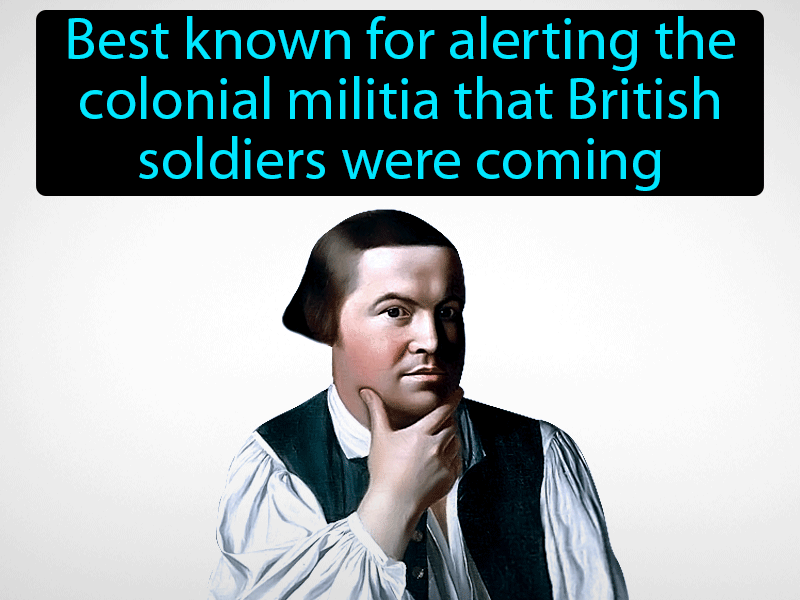 Best known for alerting the
colonial militia that British
soldiers were coming